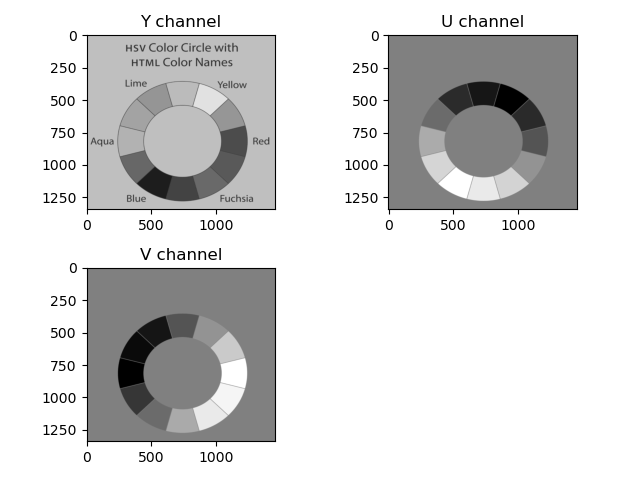 Y channel
0
250
500
750
1000
1250
0
500
1000
HSV Color Circle with
HTML Color Names
Lime
Yellow
Aqua
Red
Blue
Fuchsia
U channel
0
250
500
750
1000
1250
0
500
1000
V channel
0
250
500
750
1000
1250
0
500
1000